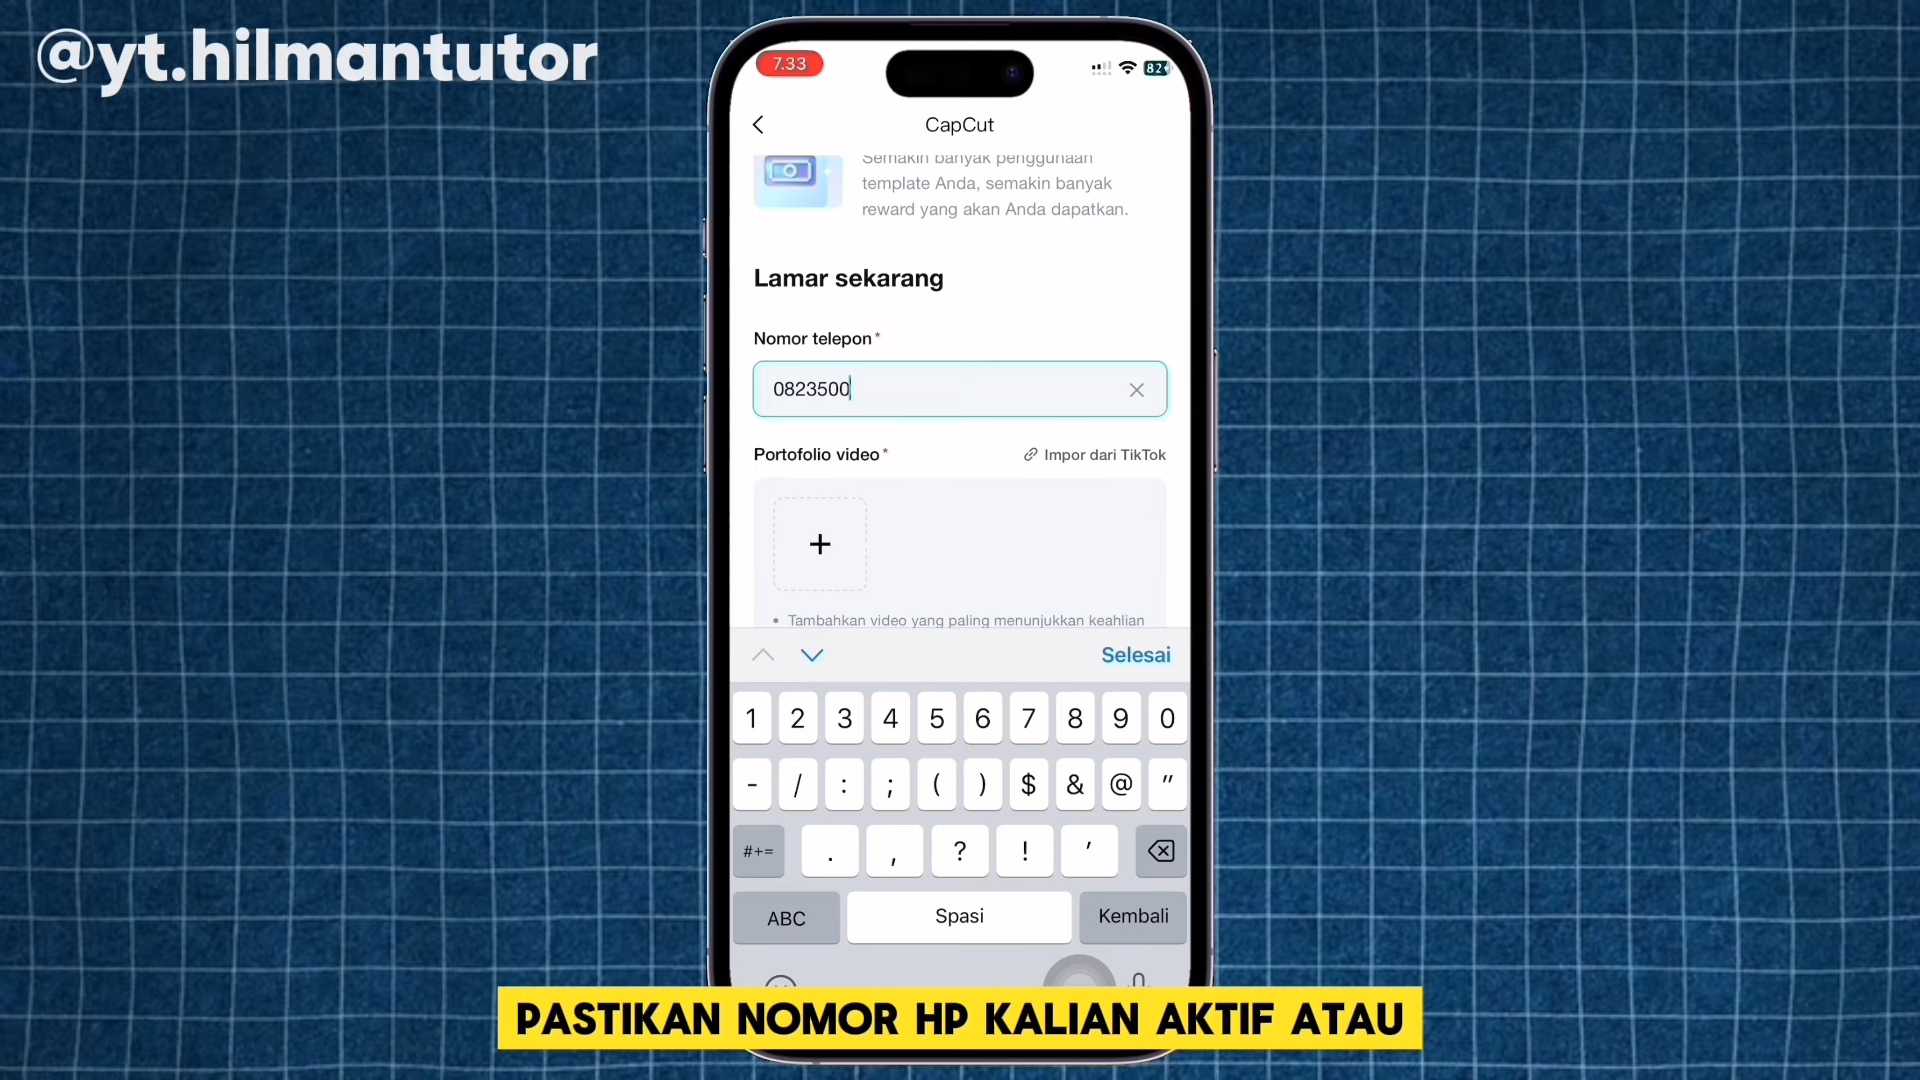 @yt.hilmantutor
7.33
82
CapCut
Semakin banyak penggunaan
template Anda, semakin banyak
reward yang akan Anda dapatkan.
Lamar sekarang
Nomor telepon*
0823500
Portofolio video*
Impor dari TikTok
+
• Tambahkan video yang paling menunjukkan keahlian
Selesai
1 2 3 4 5 6 7 8 9 0
- / : ; ( ) $ & @ "
#+= . , ? ! '
ABC Spasi Kembali
PASTIKAN NOMOR HP KALIAN AKTIF ATAU